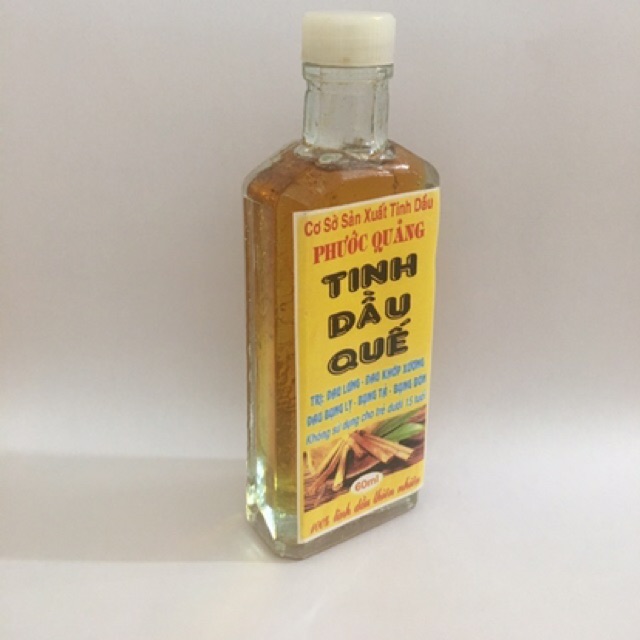 Cơ Sở Sản Xuất Tinh Dầu
PHƯỚC QUẢNG
TINH
DẦU
QUẾ
TRỊ: ĐAU LƯNG - ĐAU KHỚP XƯƠNG
ĐAU BỤNG LỴ - BỤNG TẢ - BỤNG BÓN
Không sử dụng cho trẻ dưới 15 tuổi
60ml
100% tinh dầu thiên nhiên